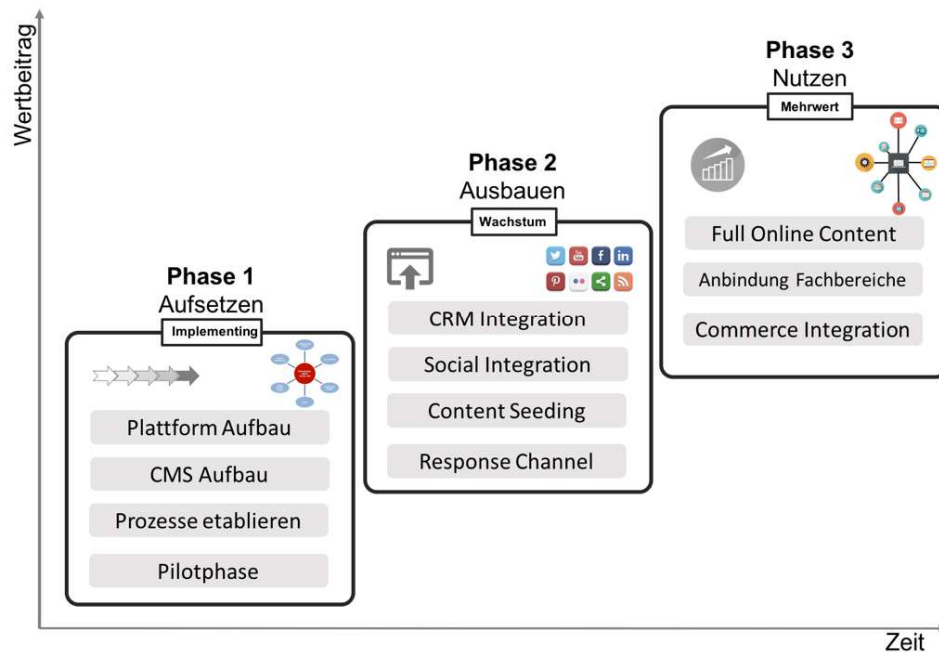 Wertbeitrag
Phase 1
Aufsetzen
Implementing
Plattform Aufbau
CMS Aufbau
Prozesse etablieren
Pilotphase
Phase 2
Ausbauen
Wachstum
CRM Integration
Social Integration
Content Seeding
Response Channel
Phase 3
Nutzen
Mehrwert
Full Online Content
Anbindung Fachbereiche
Commerce Integration
Zeit